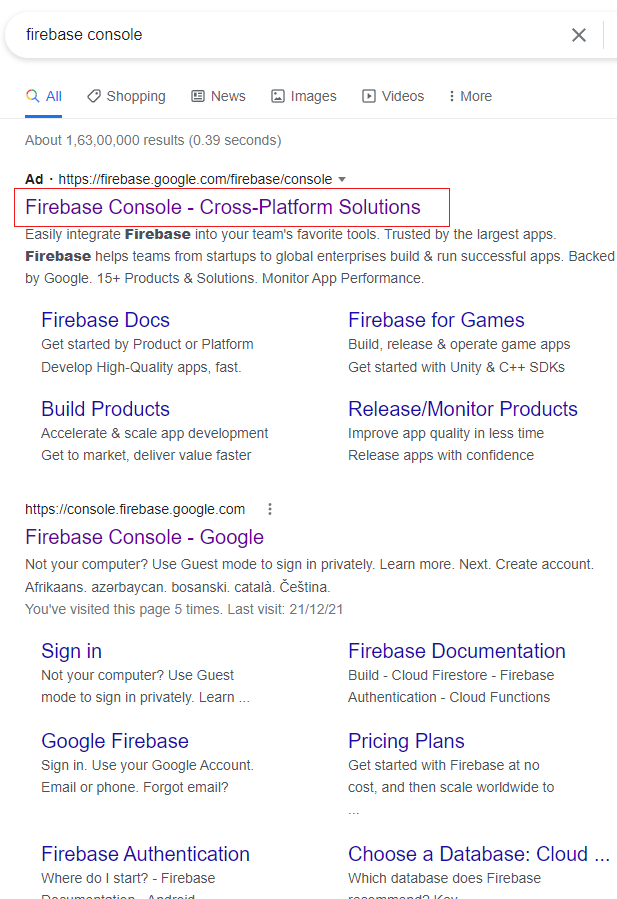 firebase console
All Shopping News Images Videos More
About 1,63,00,000 results (0.39 seconds)
Ad · https://firebase.google.com/firebase/console
Firebase Console - Cross-Platform Solutions
Easily integrate Firebase into your team's favorite tools. Trusted by the largest apps.
Firebase helps teams from startups to global enterprises build & run successful apps. Backed
by Google. 15+ Products & Solutions. Monitor App Performance.
Firebase Docs
Get started by Product or Platform
Develop High-Quality apps, fast.
Firebase for Games
Build, release & operate game apps
Get started with Unity & C++ SDKs
Build Products
Accelerate & scale app development
Get to market, deliver value faster
Release/Monitor Products
Improve app quality in less time
Release apps with confidence
https://console.firebase.google.com
Firebase Console - Google
Not your computer? Use Guest mode to sign in privately. Learn more. Next. Create account.
Afrikaans. azərbaycan. bosanski. català. Čeština.
You've visited this page 5 times. Last visit: 21/12/21
Sign in
Not your computer? Use Guest
mode to sign in privately. Learn ...
Firebase Documentation
Build - Cloud Firestore - Firebase
Authentication - Cloud Functions
Google Firebase
Sign in. Use your Google Account.
Email or phone. Forgot email?
Pricing Plans
Get started with Firebase at no
cost, and then scale worldwide to
...
Firebase Authentication
Where do I start? - Firebase
Documentation - Android
Choose a Database: Cloud ...
Which database does Firebase
recommend? Key